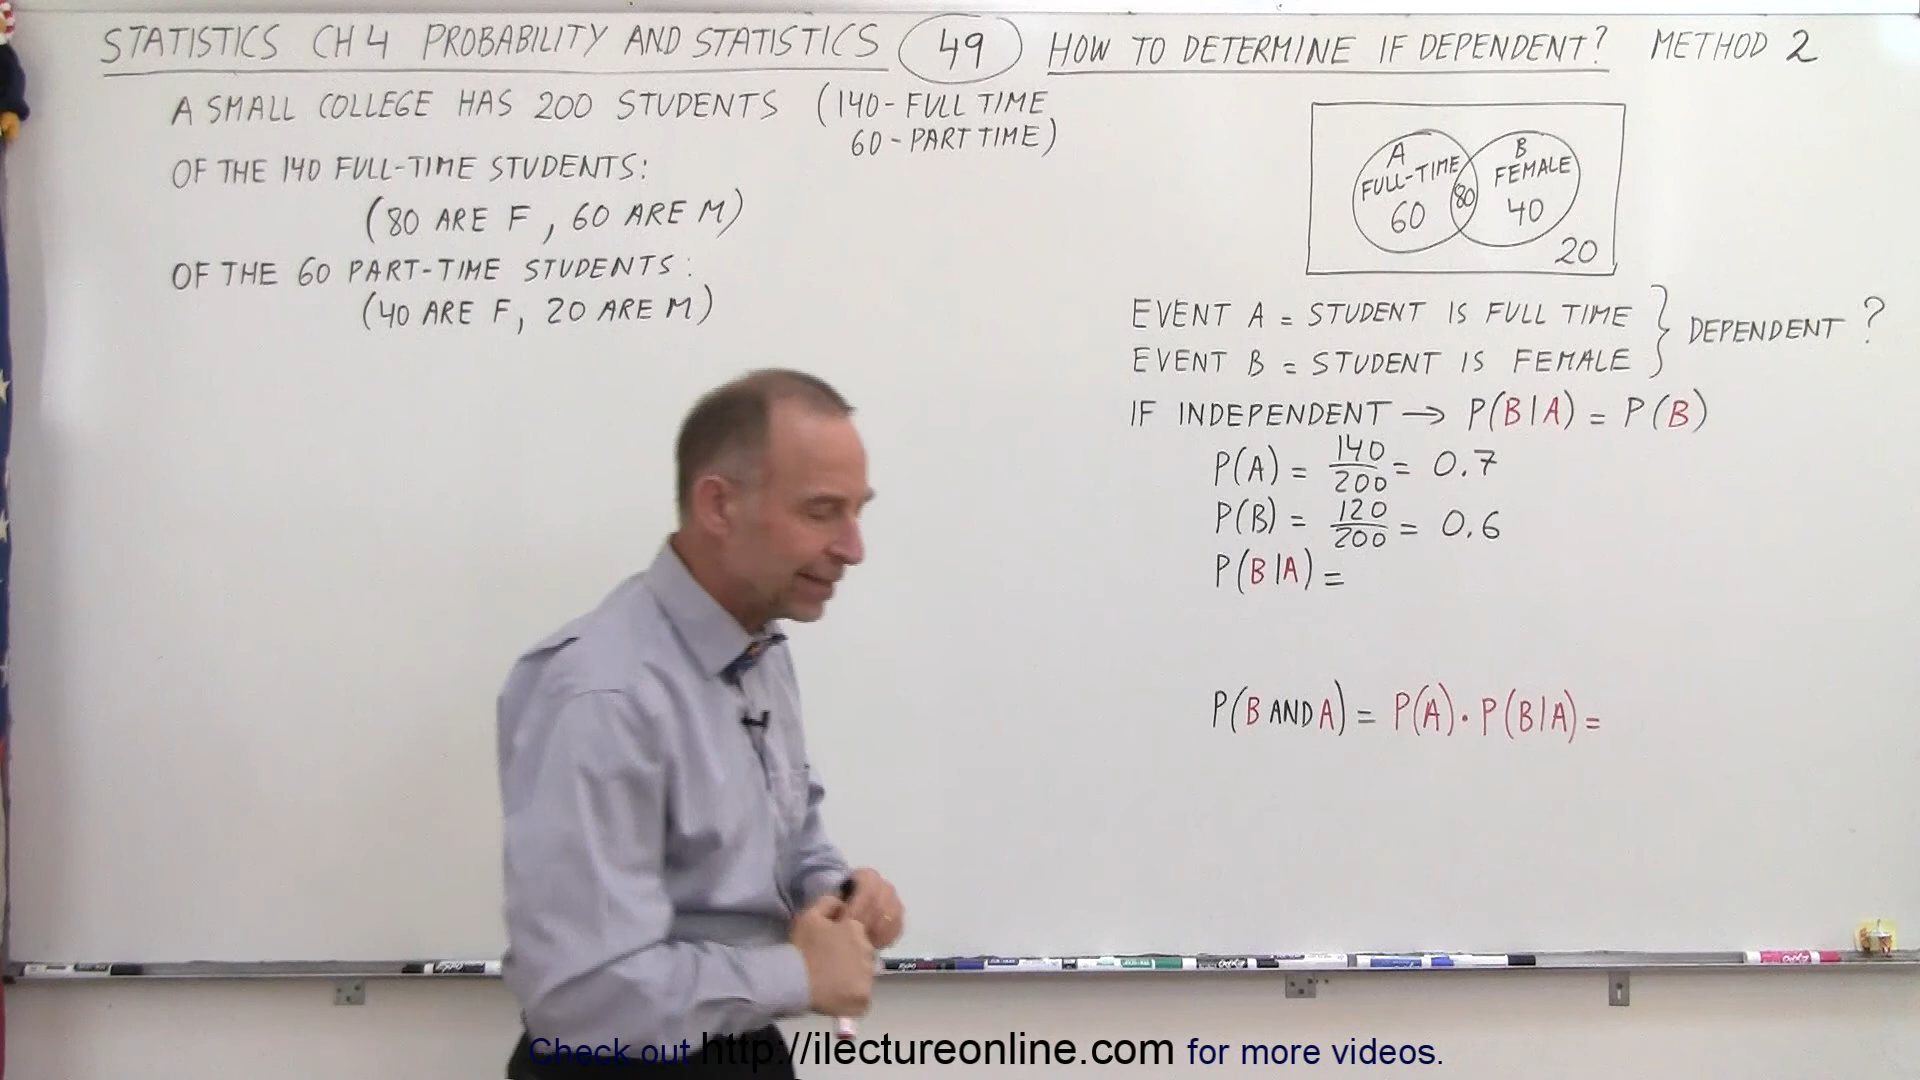 STATISTICS CH 4 PROBABILITY AND STATISTICS 49 HOW TO DETERMINE IF DEPENDENT? METHOD 2
A SMALL COLLEGE HAS 200 STUDENTS (140-FULL TIME
60-PART TIME)
OF THE 140 FULL-TIME STUDENTS:
(80 ARE F, 60 ARE M)
OF THE 60 PART-TIME STUDENTS:
(40 ARE F, 20 ARE M)
A
FULL-TIME
60
80
B
FEMALE
40
20
EVENT A = STUDENT IS FULL TIME
EVENT B = STUDENT IS FEMALE
} DEPENDENT?
IF INDEPENDENT → P(B|A) = P(B)
P(A) = 140/200 = 0.7
P(B) = 120/200 = 0.6
P(B|A) =
P(B AND A) = P(A) · P(B|A) =
Check out http://ilectureonline.com for more videos.